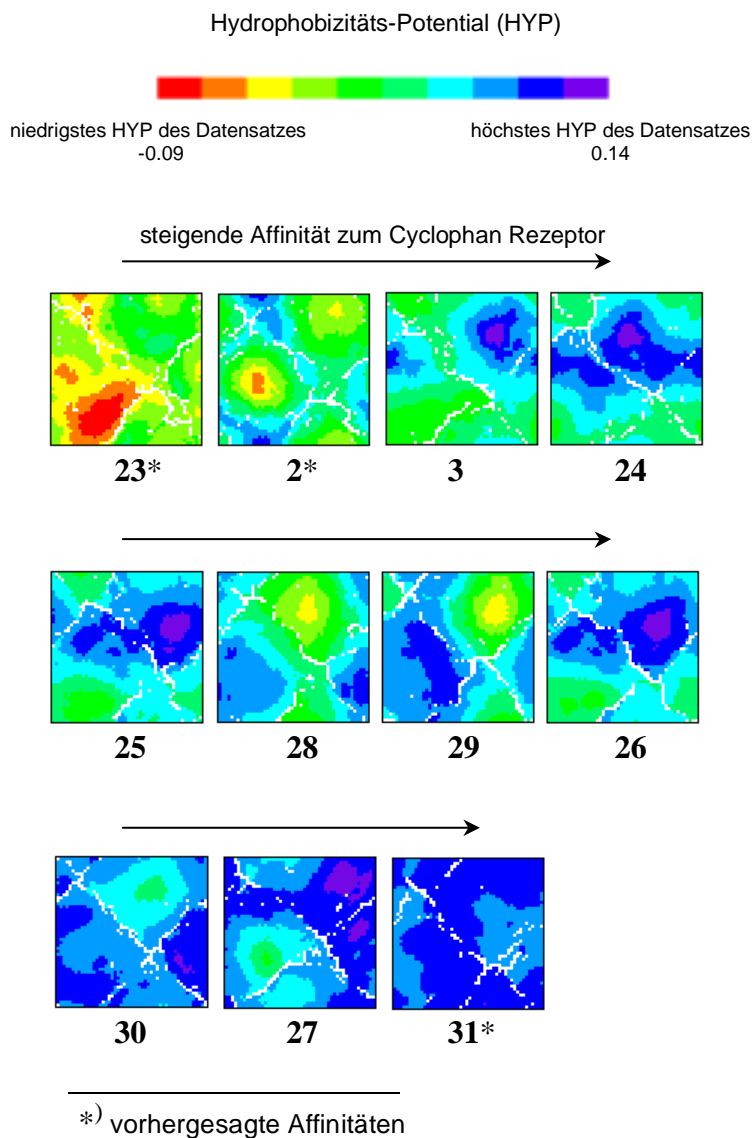 Hydrophobizitäts-Potential (HYP)
niedrigstes HYP des Datensatzes
-0.09
höchstes HYP des Datensatzes
0.14
steigende Affinität zum Cyclophan Rezeptor
23* 2* 3 24
25 28 29 26
30 27 31*
*) vorhergesagte Affinitäten